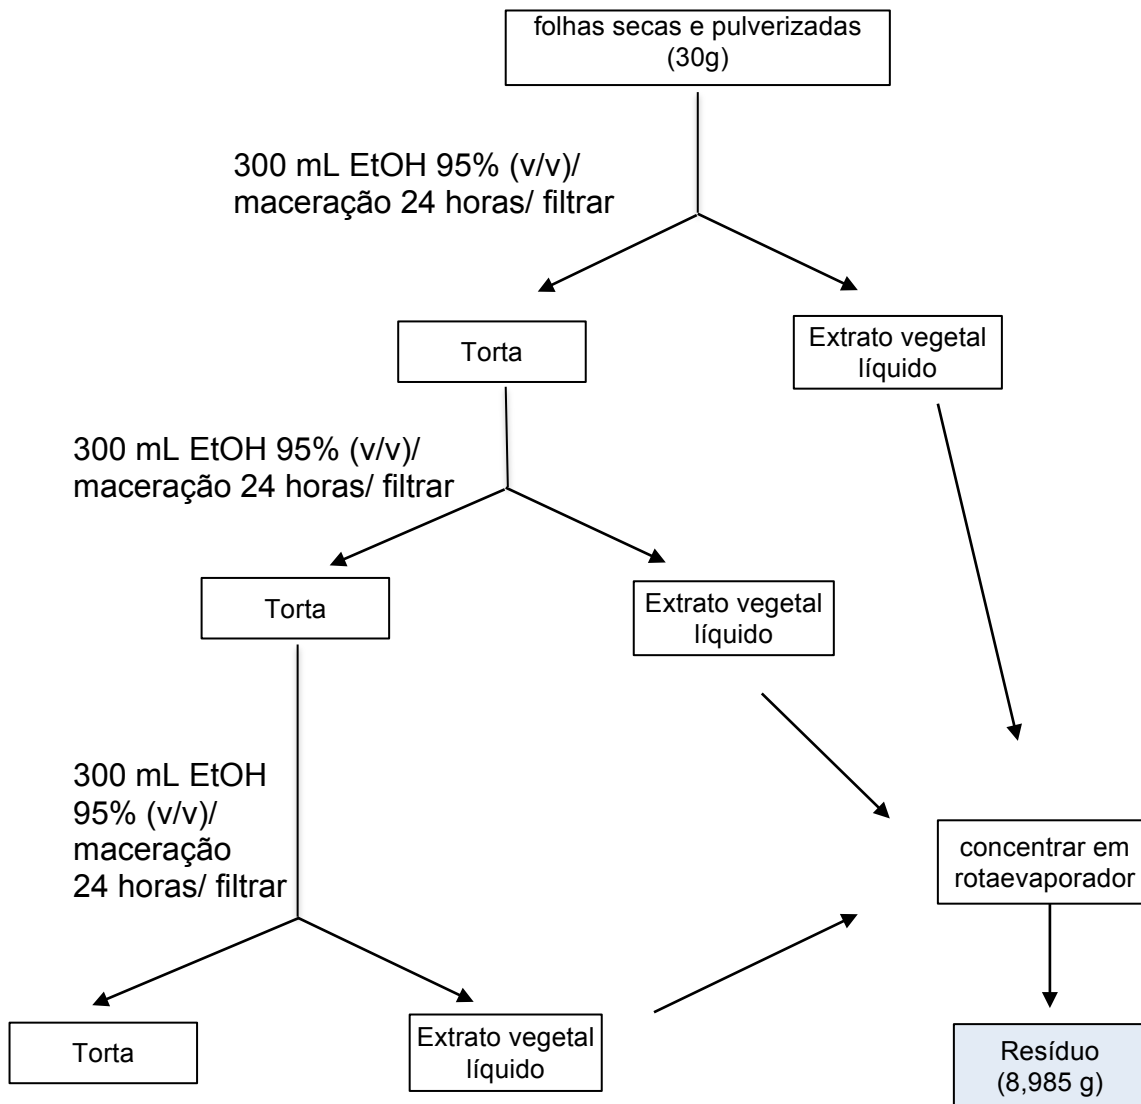 folhas secas e pulverizadas
(30g)
300 mL EtOH 95% (v/v)/
maceração 24 horas/ filtrar
Torta
Extrato vegetal
líquido
300 mL EtOH 95% (v/v)/
maceração 24 horas/ filtrar
Torta
Extrato vegetal
líquido
300 mL EtOH
95% (v/v)/
maceração
24 horas/ filtrar
concentrar em
rotaevaporador
Torta
Extrato vegetal
líquido
Resíduo
(8,985 g)